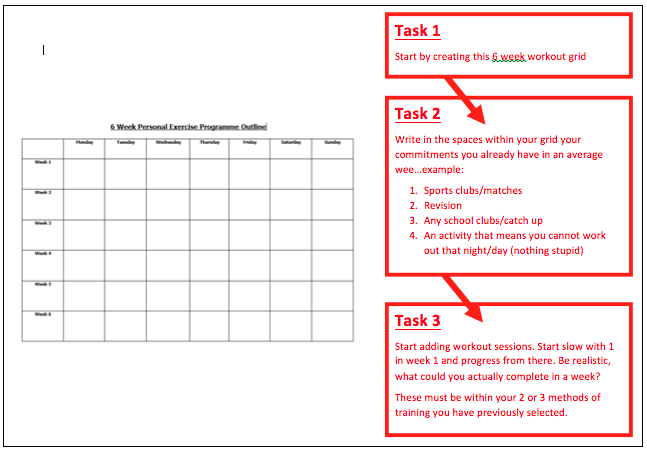 6 Week Personal Exercise Programme Outline
Monday Tuesday Wednesday Thursday Friday Saturday Sunday
Week 1
Week 2
Week 3
Week 4
Week 5
Week 6
Task 1
Start by creating this 6 week workout grid
Task 2
Write in the spaces within your grid your
commitments you already have in an average
wee...example:
1. Sports clubs/matches
2. Revision
3. Any school clubs/catch up
4. An activity that means you cannot work
out that night/day (nothing stupid)
Task 3
Start adding workout sessions. Start slow with 1
in week 1 and progress from there. Be realistic,
what could you actually complete in a week?
These must be within your 2 or 3 methods of
training you have previously selected.